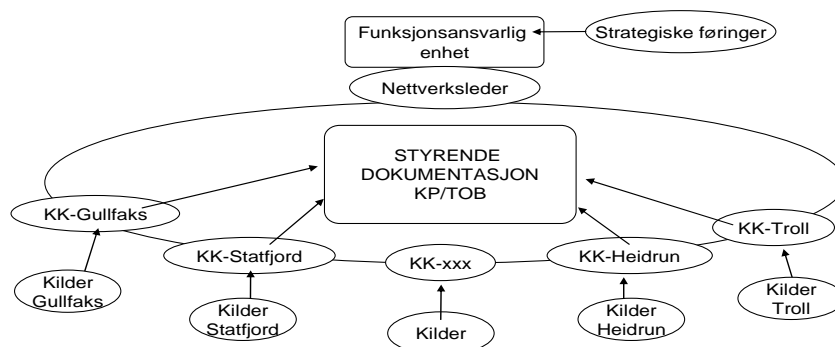 Funksjonsansvarlig
enhet
Strategiske føringer
Nettverksleder
STYRENDE
DOKUMENTASJON
KP/TOB
KK-Gullfaks
KK-Troll
KK-Statfjord
KK-xxx
KK-Heidrun
Kilder
Gullfaks
Kilder
Statfjord
Kilder
Kilder
Heidrun
Kilder
Troll